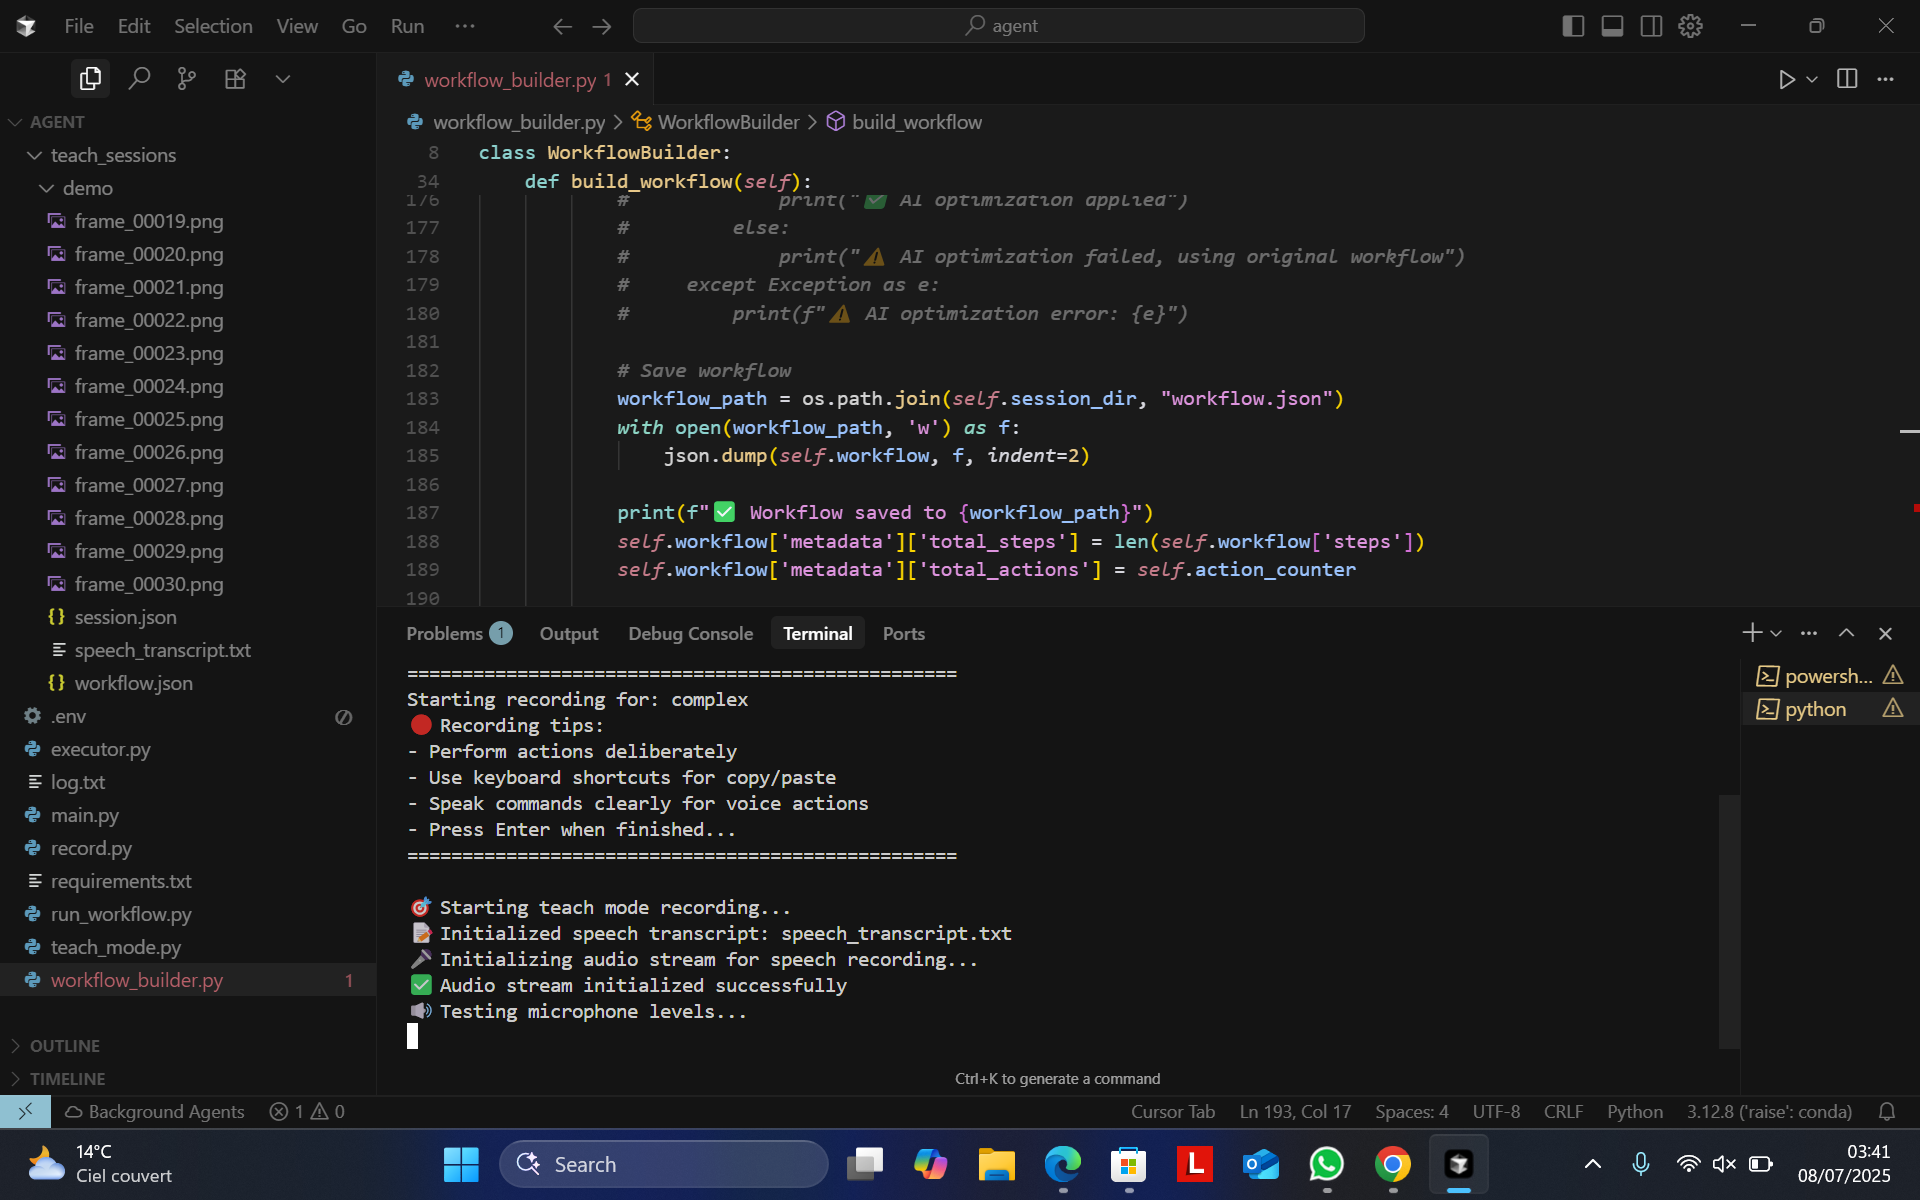 File Edit Selection View Go Run ··· agent
AGENT
teach_sessions
demo
frame_00019.png
frame_00020.png
frame_00021.png
frame_00022.png
frame_00023.png
frame_00024.png
frame_00025.png
frame_00026.png
frame_00027.png
frame_00028.png
frame_00029.png
frame_00030.png
{} session.json
speech_transcript.txt
{} workflow.json
.env
executor.py
log.txt
main.py
record.py
requirements.txt
run_workflow.py
teach_mode.py
workflow_builder.py 1
OUTLINE
TIMELINE
workflow_builder.py 1
workflow_builder.py > WorkflowBuilder > build_workflow
8 class WorkflowBuilder:
34 def build_workflow(self):
176 # print("✅ AI optimization applied")
177 # else:
178 # print("⚠️ AI optimization failed, using original workflow")
179 # except Exception as e:
180 # print(f"⚠️ AI optimization error: {e}")
181
182 # Save workflow
183 workflow_path = os.path.join(self.session_dir, "workflow.json")
184 with open(workflow_path, 'w') as f:
185 json.dump(self.workflow, f, indent=2)
186
187 print(f"✅ Workflow saved to {workflow_path}")
188 self.workflow['metadata']['total_steps'] = len(self.workflow['steps'])
189 self.workflow['metadata']['total_actions'] = self.action_counter
190
Problems 1 Output Debug Console Terminal Ports
==================================================
Starting recording for: complex
🔴 Recording tips:
- Perform actions deliberately
- Use keyboard shortcuts for copy/paste
- Speak commands clearly for voice actions
- Press Enter when finished...
==================================================
🎯 Starting teach mode recording...
📝 Initialized speech transcript: speech_transcript.txt
🎤 Initializing audio stream for speech recording...
✅ Audio stream initialized successfully
🔊 Testing microphone levels...
powersh...
python
Ctrl+K to generate a command
Background Agents 1 0 Cursor Tab Ln 193, Col 17 Spaces: 4 UTF-8 CRLF Python 3.12.8 ('raise': conda)
14°C
Ciel couvert
Search
L
03:41
08/07/2025